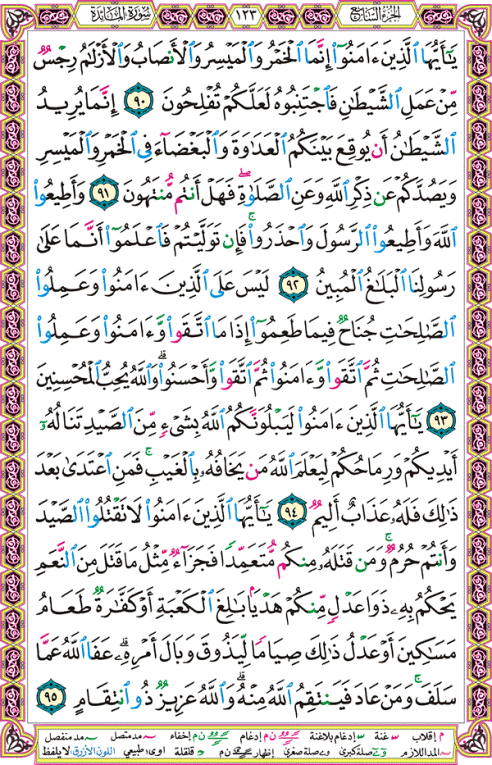 الجزء السابع ١٢٣ سورة المائدة
يَـٰٓأَيُّهَا ٱلَّذِينَ ءَامَنُوٓا۟ إِنَّمَا ٱلْخَمْرُ وَٱلْمَيْسِرُ وَٱلْأَنصَابُ وَٱلْأَزْلَـٰمُ رِجْسٌ
مِّنْ عَمَلِ ٱلشَّيْطَـٰنِ فَٱجْتَنِبُوهُ لَعَلَّكُمْ تُفْلِحُونَ ٩٠ إِنَّمَا يُرِيدُ
ٱلشَّيْطَـٰنُ أَن يُوقِعَ بَيْنَكُمُ ٱلْعَدَٰوَةَ وَٱلْبَغْضَآءَ فِى ٱلْخَمْرِ وَٱلْمَيْسِرِ
وَيَصُدَّكُمْ عَن ذِكْرِ ٱللَّهِ وَعَنِ ٱلصَّلَوٰةِ ۖ فَهَلْ أَنتُم مُّنتَهُونَ ٩١ وَأَطِيعُوا۟
ٱللَّهَ وَأَطِيعُوا۟ ٱلرَّسُولَ وَٱحْذَرُوا۟ ۚ فَإِن تَوَلَّيْتُمْ فَٱعْلَمُوٓا۟ أَنَّمَا عَلَىٰ
رَسُولِنَا ٱلْبَلَـٰغُ ٱلْمُبِينُ ٩٢ لَيْسَ عَلَى ٱلَّذِينَ ءَامَنُوا۟ وَعَمِلُوا۟
ٱلصَّـٰلِحَـٰتِ جُنَاحٌ فِيمَا طَعِمُوٓا۟ إِذَا مَا ٱتَّقَوا۟ وَّءَامَنُوا۟ وَعَمِلُوا۟
ٱلصَّـٰلِحَـٰتِ ثُمَّ ٱتَّقَوا۟ وَّءَامَنُوا۟ ثُمَّ ٱتَّقَوا۟ وَّأَحْسَنُوا۟ ۗ وَٱللَّهُ يُحِبُّ ٱلْمُحْسِنِينَ
٩٣ يَـٰٓأَيُّهَا ٱلَّذِينَ ءَامَنُوا۟ لَيَبْلُوَنَّكُمُ ٱللَّهُ بِشَىْءٍ مِّنَ ٱلصَّيْدِ تَنَالُهُۥٓ
أَيْدِيكُمْ وَرِمَاحُكُمْ لِيَعْلَمَ ٱللَّهُ مَن يَخَافُهُۥ بِٱلْغَيْبِ ۚ فَمَنِ ٱعْتَدَىٰ بَعْدَ
ذَٰلِكَ فَلَهُۥ عَذَابٌ أَلِيمٌ ٩٤ يَـٰٓأَيُّهَا ٱلَّذِينَ ءَامَنُوا۟ لَا تَقْتُلُوا۟ ٱلصَّيْدَ
وَأَنتُمْ حُرُمٌ ۚ وَمَن قَتَلَهُۥ مِنكُم مُّتَعَمِّدًا فَجَزَآءٌ مِّثْلُ مَا قَتَلَ مِنَ ٱلنَّعَمِ
يَحْكُمُ بِهِۦ ذَوَا عَدْلٍ مِّنكُمْ هَدْيًۢا بَـٰلِغَ ٱلْكَعْبَةِ أَوْ كَفَّـٰرَةٌ طَعَامُ
مَسَـٰكِينَ أَوْ عَدْلُ ذَٰلِكَ صِيَامًا لِّيَذُوقَ وَبَالَ أَمْرِهِۦ ۗ عَفَا ٱللَّهُ عَمَّا
سَلَفَ ۚ وَمَنْ عَادَ فَيَنتَقِمُ ٱللَّهُ مِنْهُ ۗ وَٱللَّهُ عَزِيزٌ ذُو ٱنتِقَامٍ ٩٥
م إقلاب غنة إدغام بلاغنة ن م إدغام ن م إخفاء مد متصل مد منفصل
المد اللازم صلة كبرى وصلة صغرى إظهار ن م قلقلة اوى طبيعي اللون الأزرق: لا يلفظ